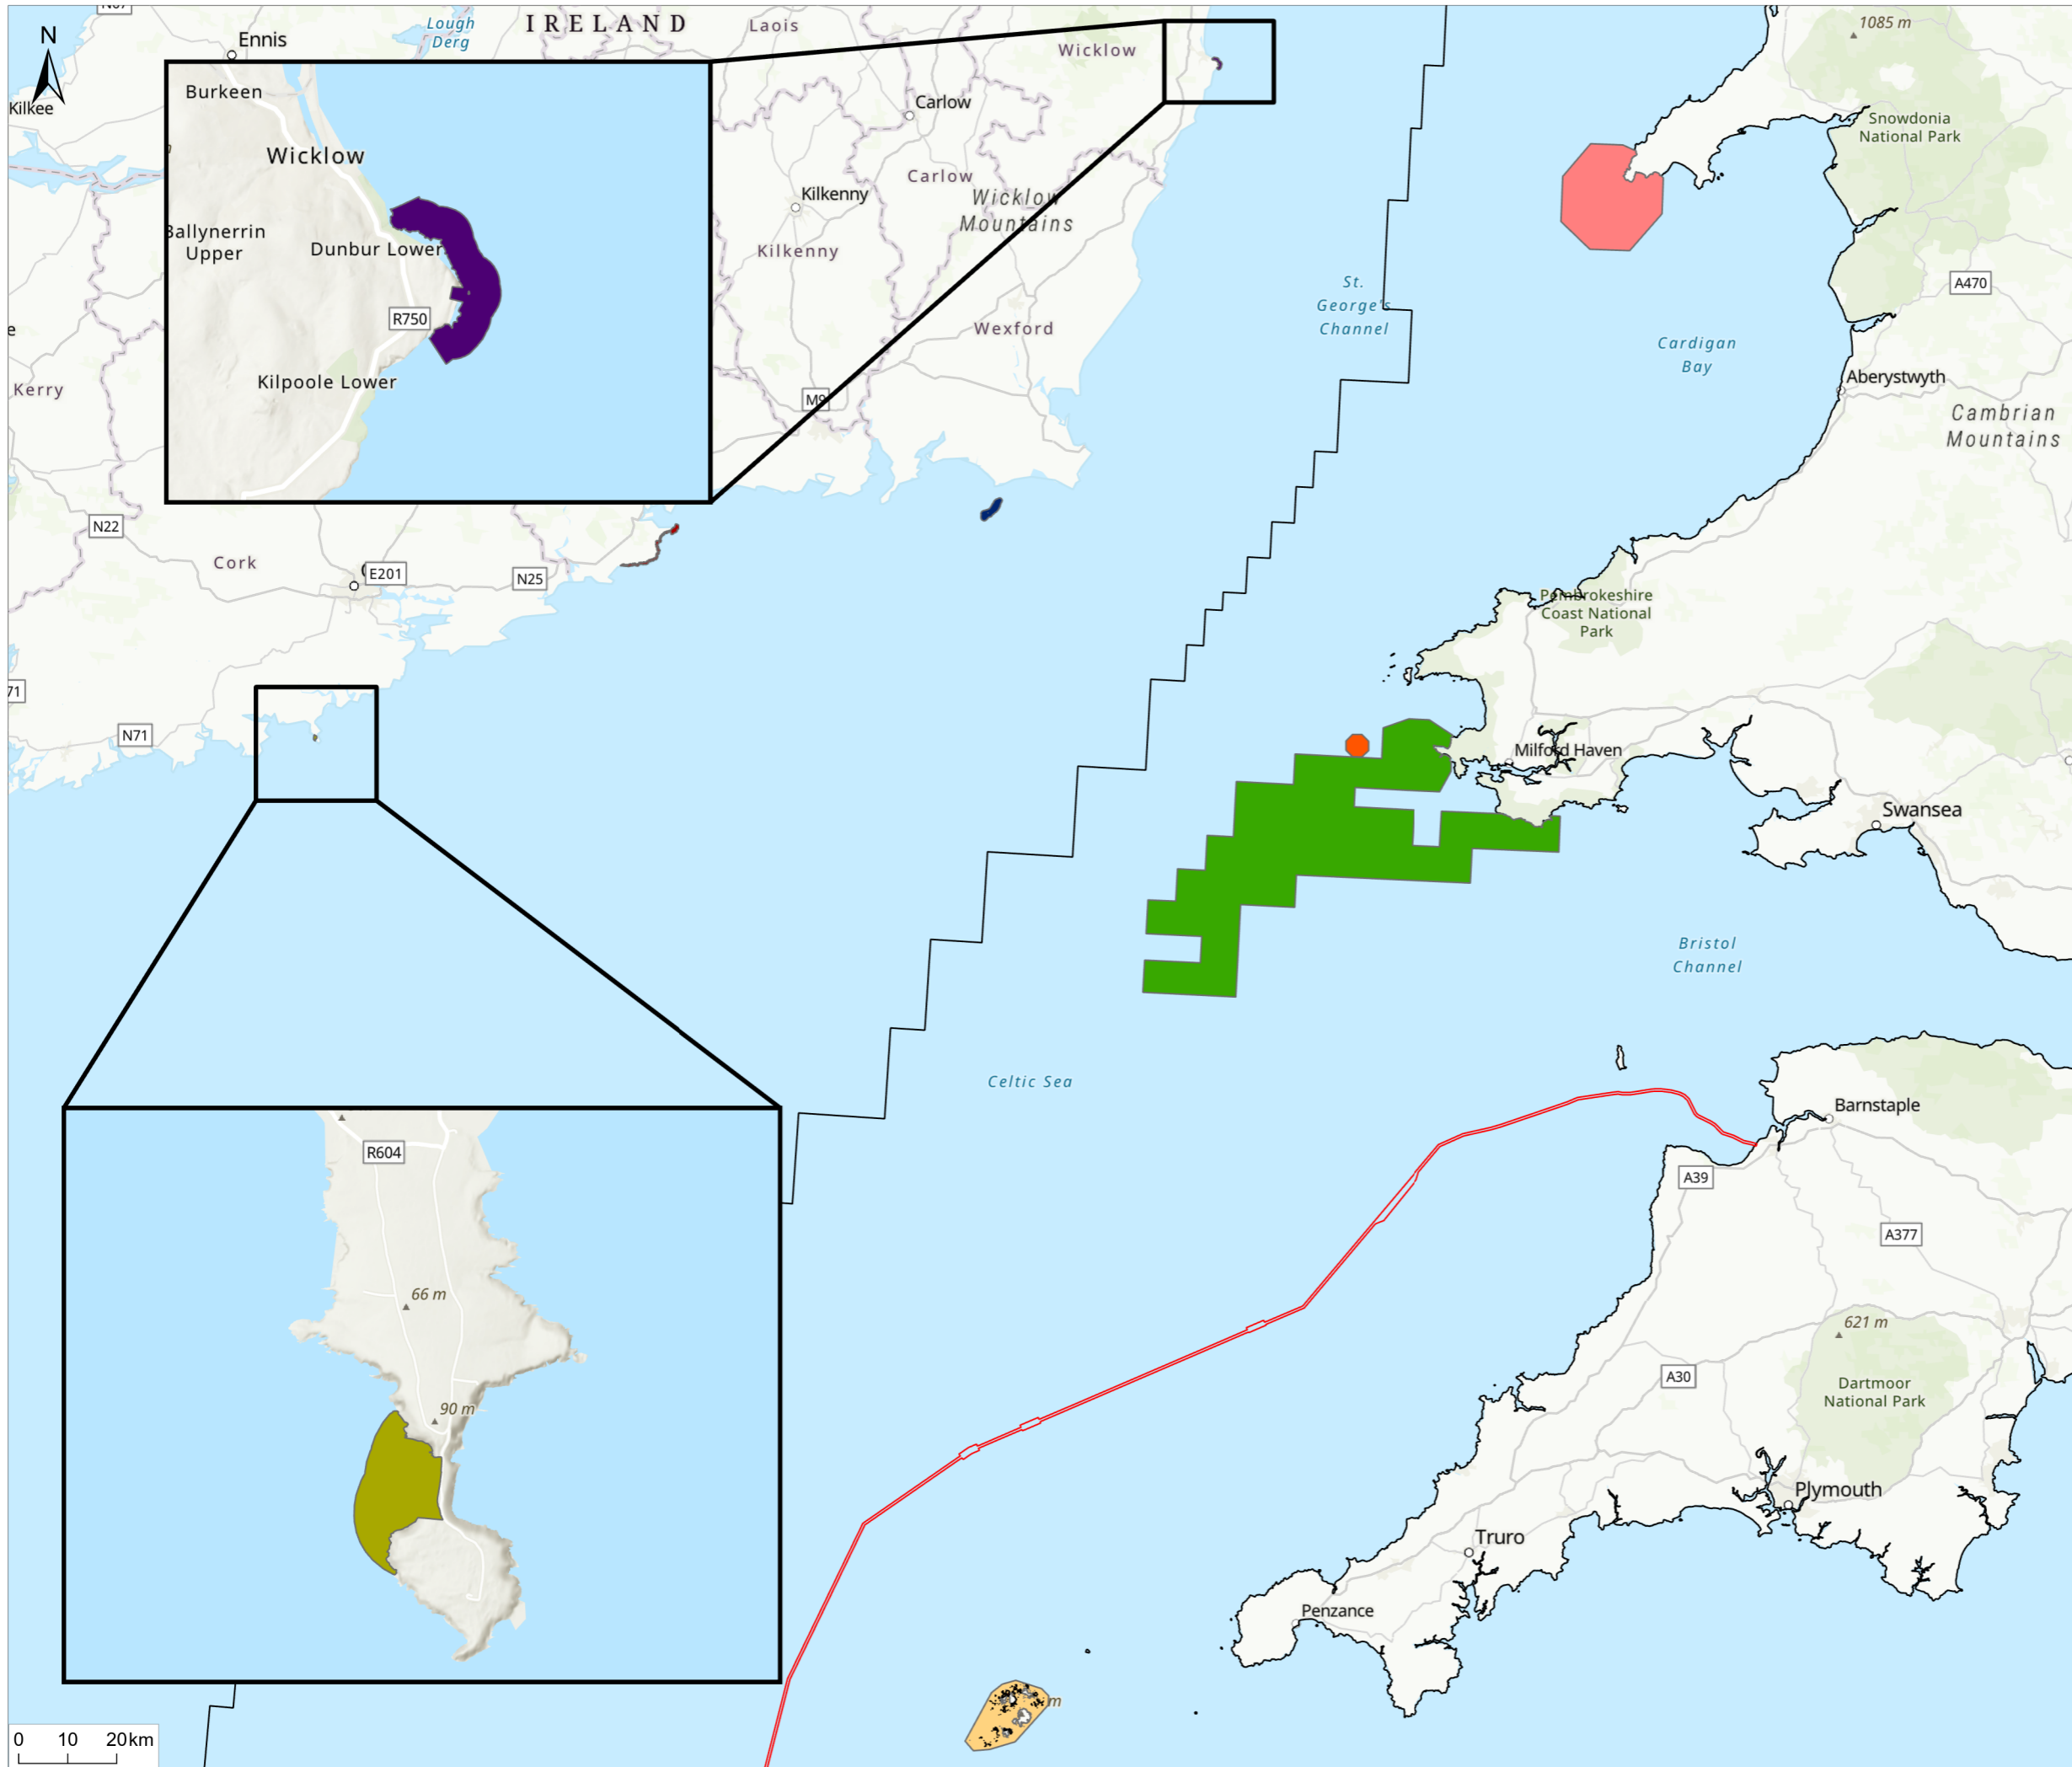 N67
Lough
Derg
IRELAND
Laois
1085 m
N
Ennis
Wicklow
Kilkee
Burkeen
Carlow
Snowdonia
National Park
Wicklow
Carlow
Kilkenny
Wicklow
Mountains
Ballynerrin
Upper
Dunbur Lower
Kilkenny
A470
St.
George's
Channel
R750
Wexford
Cardigan
Bay
Kerry
Kilpoole Lower
Aberystwyth
M9
Cambrian
Mountains
N22
Cork
E201
N25
Pembrokeshire
Coast National
Park
71
N71
Milford Haven
Swansea
Bristol
Channel
Celtic Sea
Barnstaple
R604
A39
A377
66 m
621 m
A30
Dartmoor
National Park
90 m
Plymouth
Truro
Penzance
m
0 10 20km